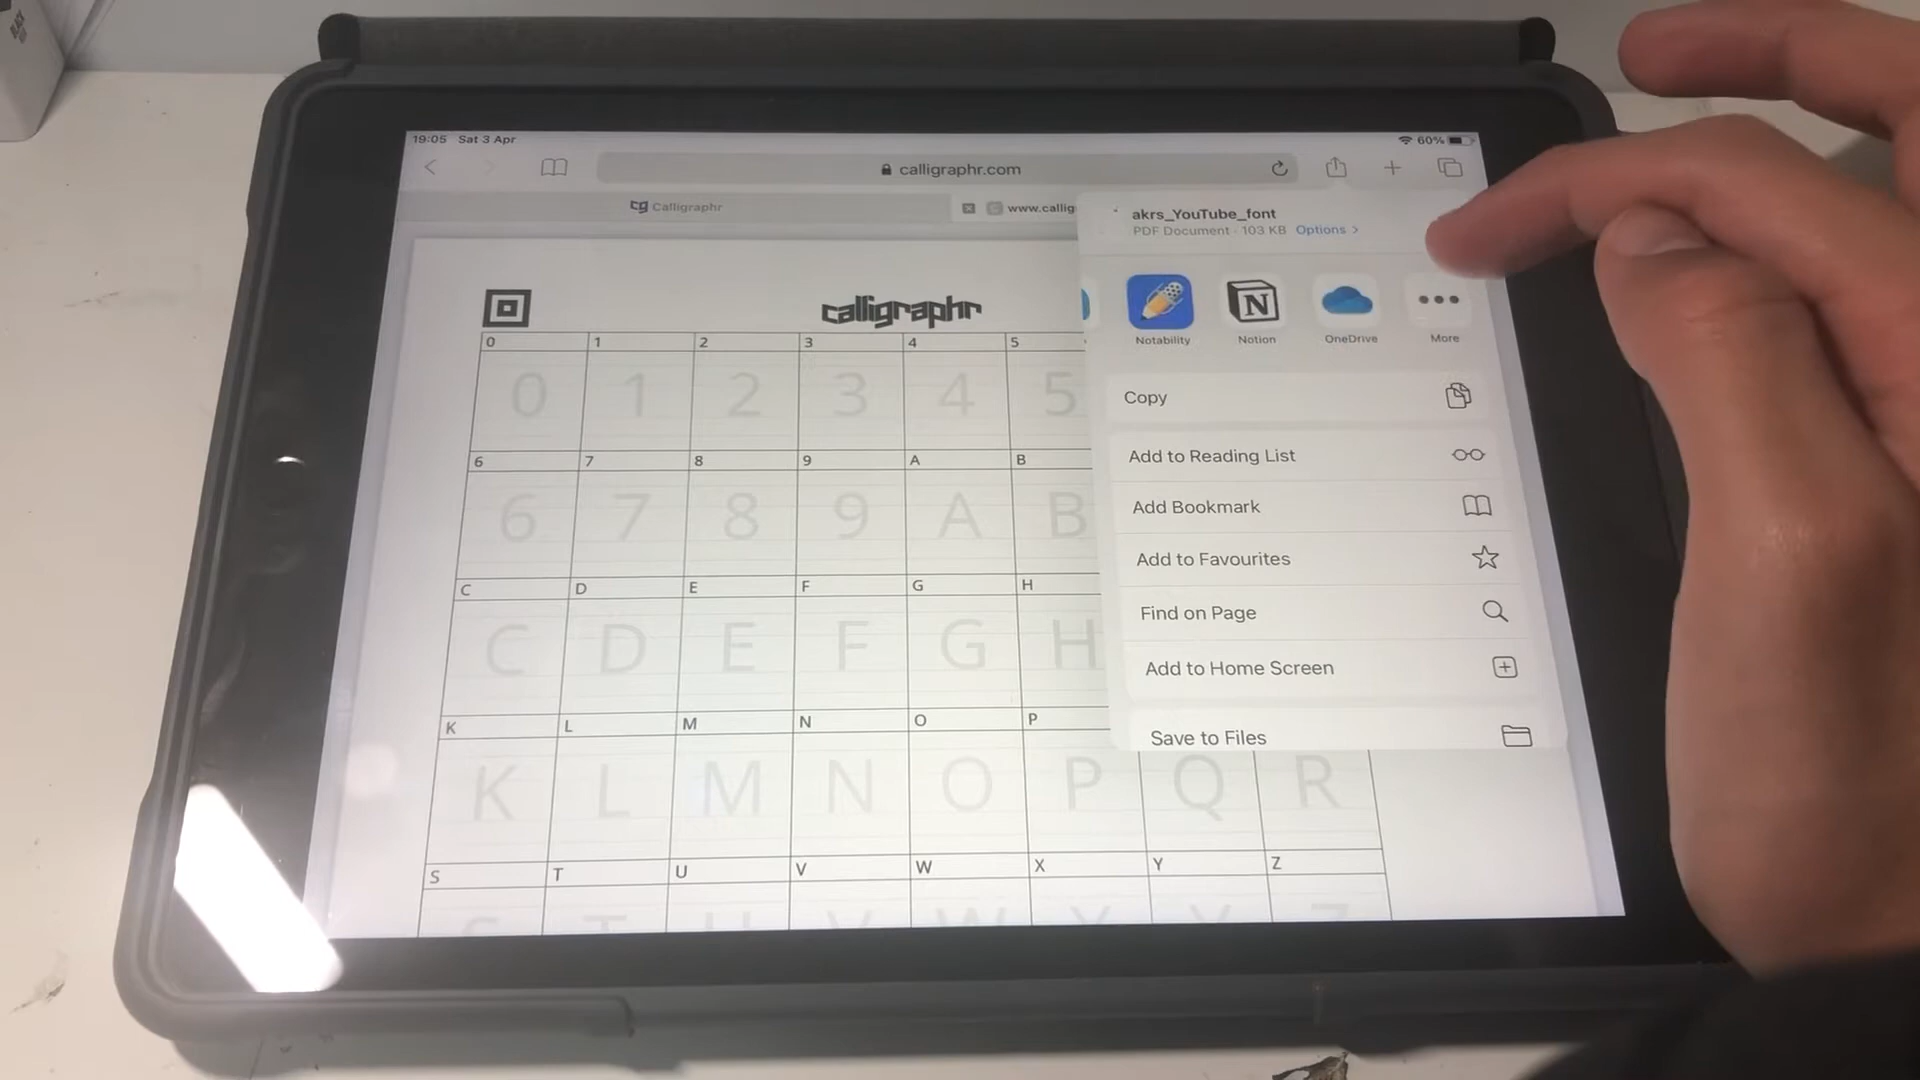 BLACK
19:05 Sat 3 Apr
60%
calligraphr.com
cg Calligraphr
www.callig
akrs_YouTube_font
PDF Document · 103 KB Options >
Notability Notion OneDrive More
Copy
Add to Reading List
Add Bookmark
Add to Favourites
Find on Page
Add to Home Screen
Save to Files
calligraphr
0 1 2 3 4 5
0 1 2 3 4 5
6 7 8 9 A B
6 7 8 9 A B
C D E F G H
C D E F G H
K L M N O P
K L M N O P Q R
S T U V W X Y Z
S T U V W X Y Z